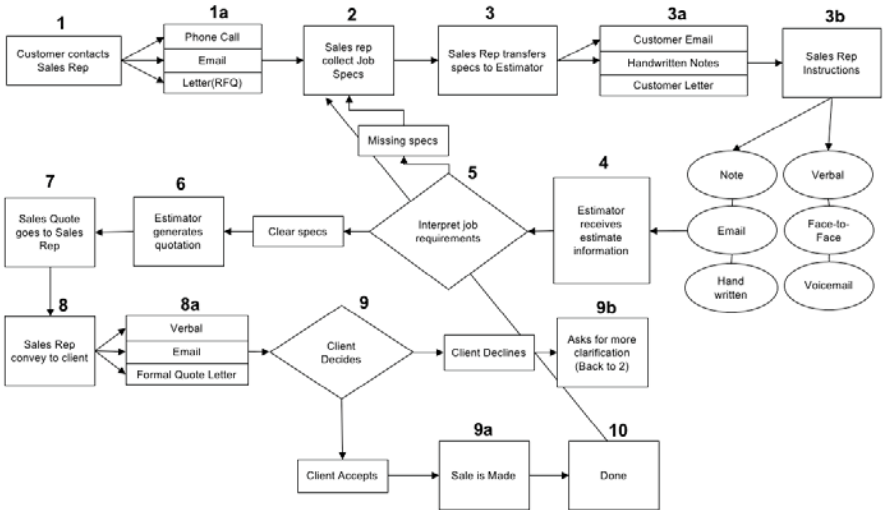 1
Customer contacts
Sales Rep
1a
Phone Call
Email
Letter(RFQ)
2
Sales rep
collect Job
Specs
3
Sales Rep transfers
specs to Estimator
3a
Customer Email
Handwritten Notes
Customer Letter
3b
Sales Rep
Instructions
Note
Email
Hand
written
Verbal
Face-to-
Face
Voicemail
4
Estimator
receives
estimate
information
5
Interpret job
requirements
Missing specs
Clear specs
6
Estimator
generates
quotation
7
Sales Quote
goes to Sales
Rep
8
Sales Rep
convey to client
8a
Verbal
Email
Formal Quote Letter
9
Client
Decides
Client Declines
9b
Asks for more
clarification
(Back to 2)
Client Accepts
9a
Sale is Made
10
Done